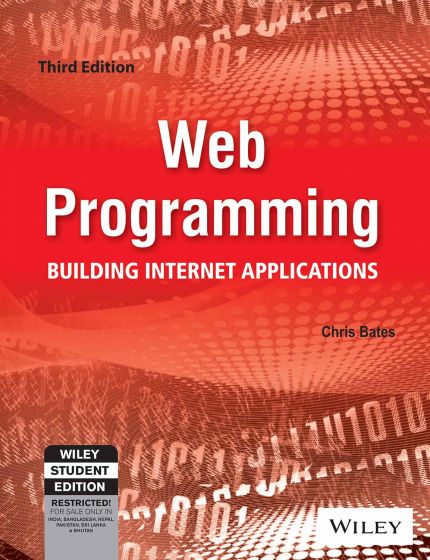 Third Edition
Web
Programming
BUILDING INTERNET APPLICATIONS
Chris Bates
WILEY
STUDENT
EDITION
RESTRICTED!
FOR SALE ONLY IN
INDIA, BANGLADESH, NEPAL,
PAKISTAN, SRI LANKA
& BHUTAN
WILEY